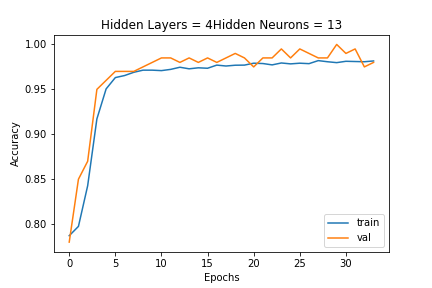 Hidden Layers = 4Hidden Neurons = 13
1.00
0.95
0.90
0.85
0.80
Accuracy
train
val
0 5 10 15 20 25 30
Epochs